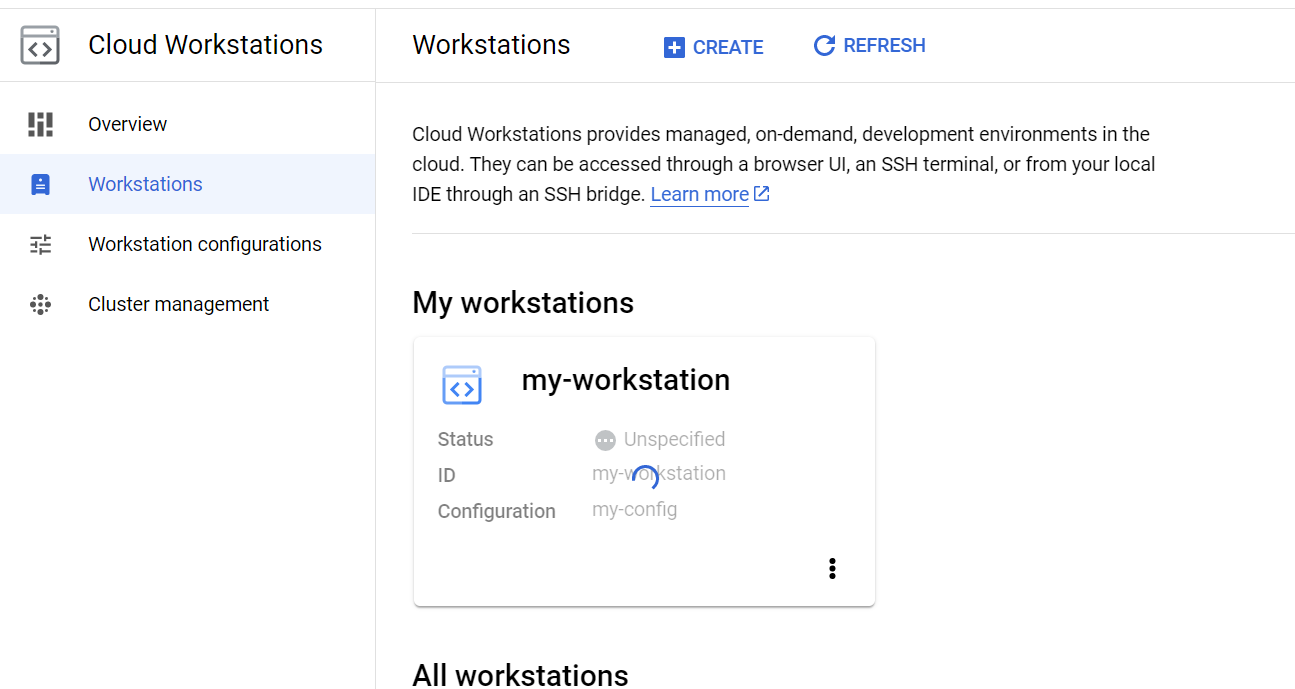 Cloud Workstations
Workstations
CREATE
REFRESH
Overview
Workstations
Workstation configurations
Cluster management
Cloud Workstations provides managed, on-demand, development environments in the
cloud. They can be accessed through a browser UI, an SSH terminal, or from your local
IDE through an SSH bridge. Learn more
My workstations
my-workstation
Status Unspecified
ID my-workstation
Configuration my-config
All workstations